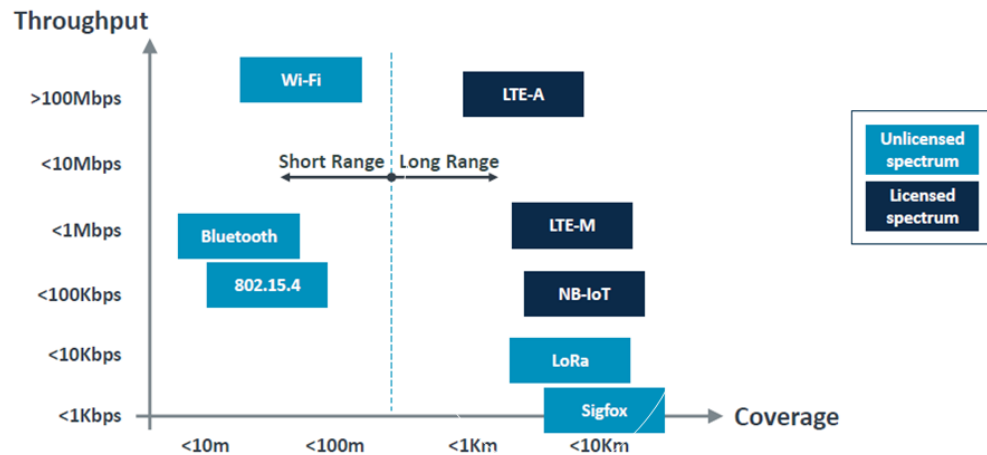 Throughput
Wi-Fi
>100Mbps
LTE-A
Unlicensed
spectrum
<10Mbps
Short Range
Long Range
Licensed
spectrum
<1Mbps
Bluetooth
LTE-M
802.15.4
<100Kbps
NB-IoT
<10Kbps
LoRa
<1Kbps
Sigfox
Coverage
<10m
<100m
<1Km
<10Km